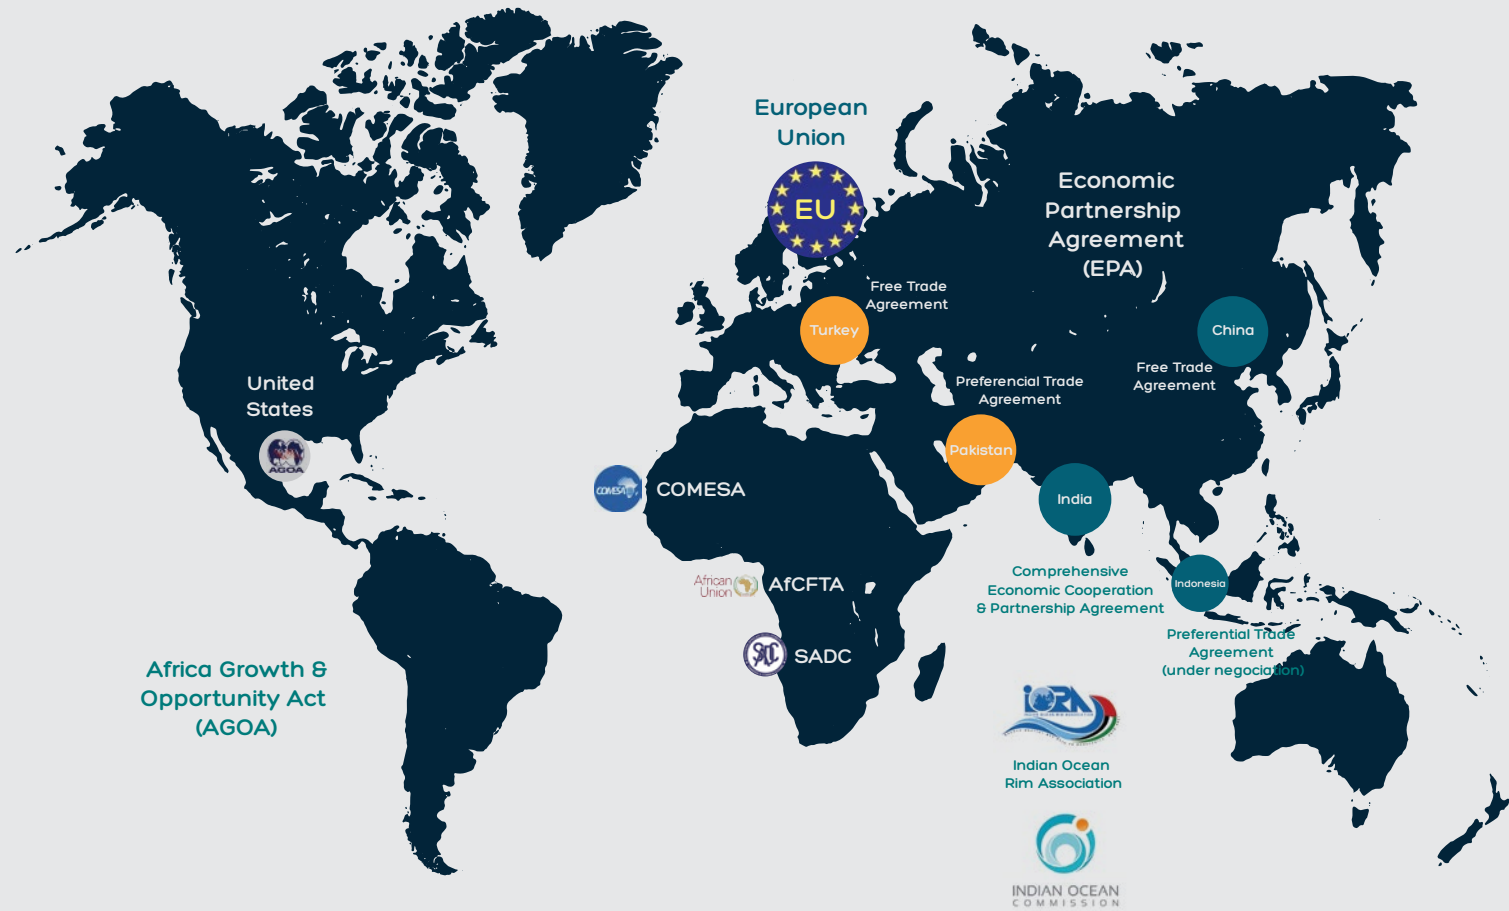 European
Union
EU
Economic
Partnership
Agreement
(EPA)
Free Trade
Agreement
Turkey
China
Free Trade
Agreement
United
States
AGOA
Preferencial Trade
Agreement
Pakistan
COMESA
COMESA
India
African
Union
AfCFTA
Comprehensive
Economic Cooperation
& Partnership Agreement
Indonesia
Preferential Trade
Agreement
(under negociation)
SADC
Africa Growth &
Opportunity Act
(AGOA)
IORA
Indian Ocean
Rim Association
INDIAN OCEAN
COMMISSION